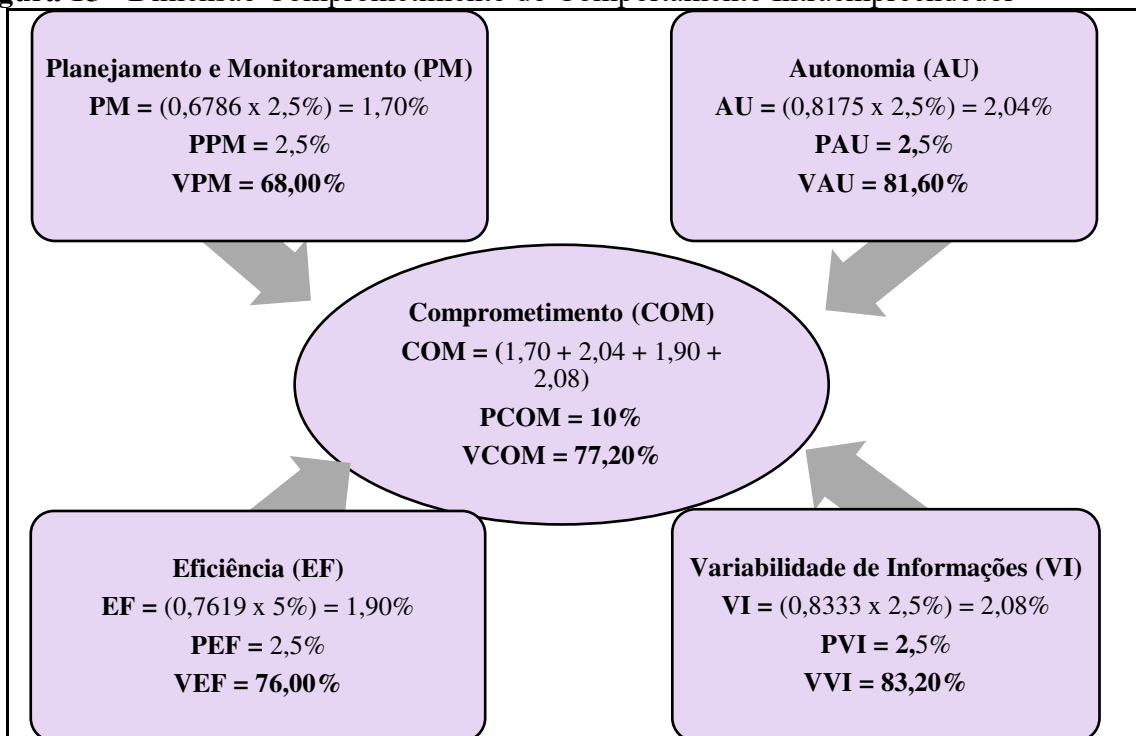 Planejamento e Monitoramento (PM)
PM = (0,6786 x 2,5%) = 1,70%
PPM = 2,5%
VPM = 68,00%
Autonomia (AU)
AU = (0,8175 x 2,5%) = 2,04%
PAU = 2,5%
VAU = 81,60%
Comprometimento (COM)
COM = (1,70 + 2,04 + 1,90 +
2,08)
PCOM = 10%
VCOM = 77,20%
Eficiência (EF)
EF = (0,7619 x 5%) = 1,90%
PEF = 2,5%
VEF = 76,00%
Variabilidade de Informações (VI)
VI = (0,8333 x 2,5%) = 2,08%
PVI = 2,5%
VVI = 83,20%